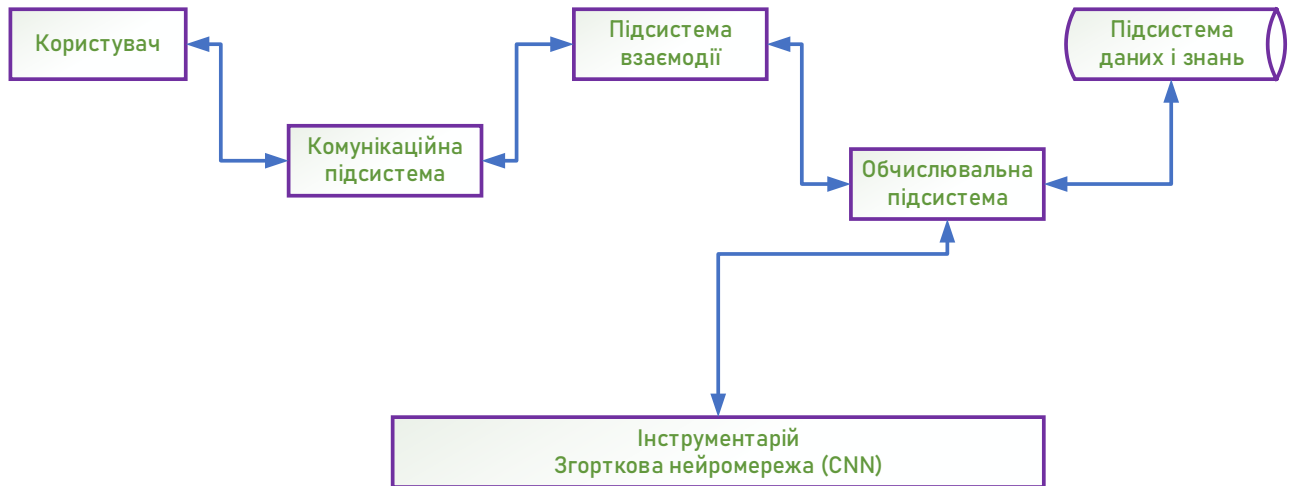 Користувач
Підсистема
взаємодії
Підсистема
даних і знань
Комунікаційна
підсистема
Обчислювальна
підсистема
Інструментарій
Згорткова нейромережа (CNN)